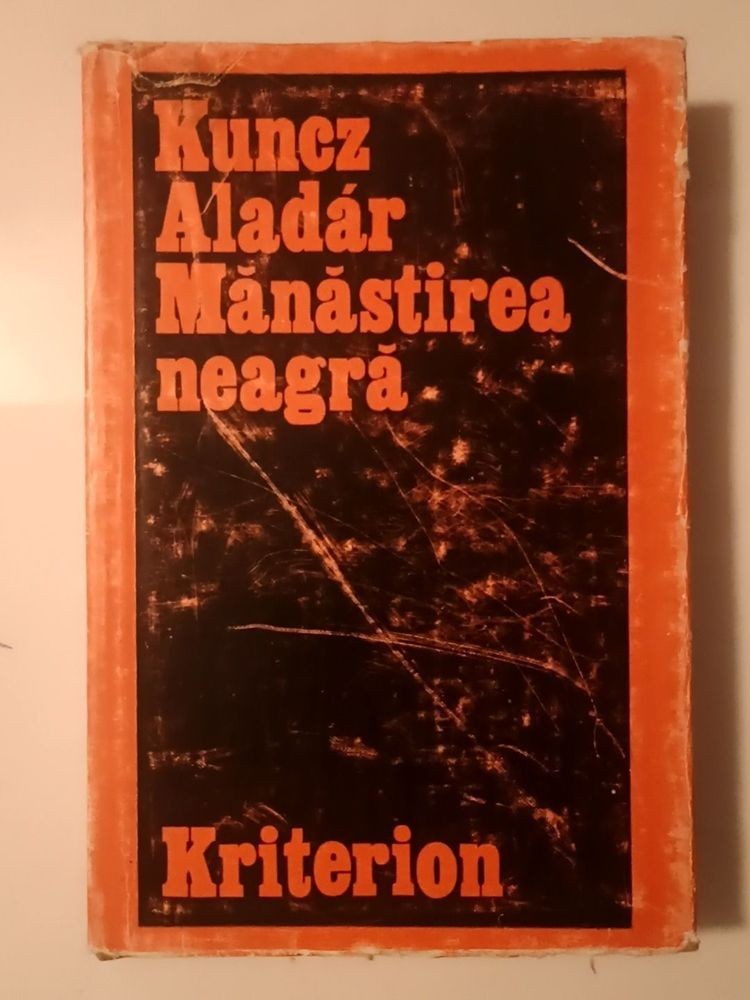 Kuncz
Aladár
Mănăstirea
neagră
Kriterion